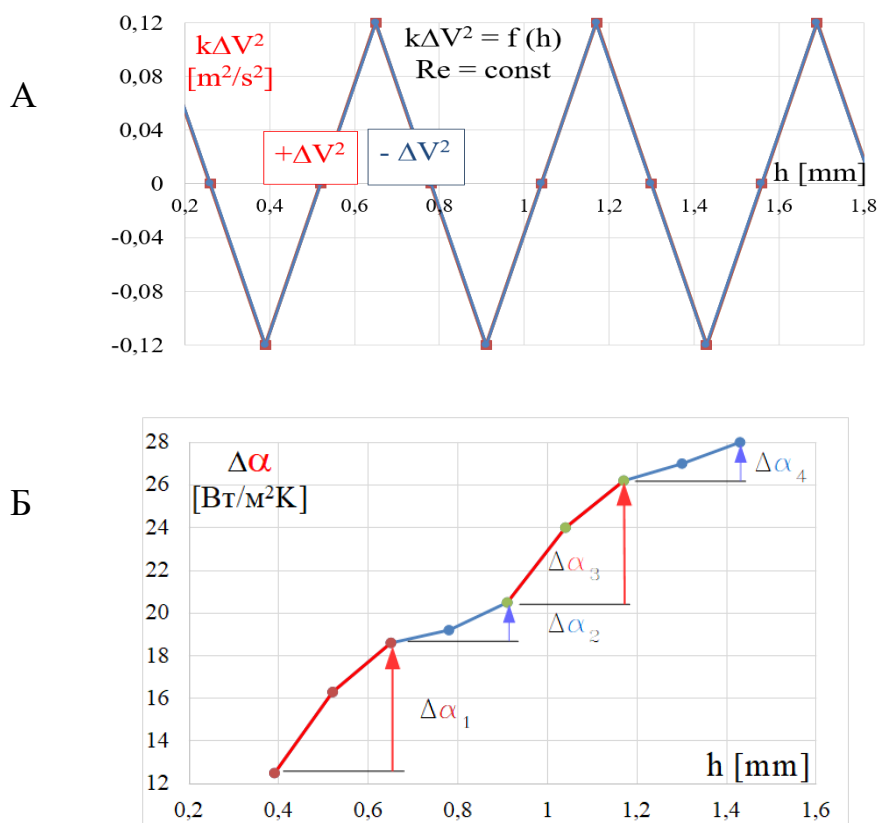 А
0,12
0,08
0,04
0
-0,04
-0,08
-0,12
kΔV²
[m²/s²]
kΔV² = f (h)
Re = const
+ΔV²
- ΔV²
h [mm]
0,2 0,4 0,6 0,8 1 1,2 1,4 1,6 1,8
Б
28
26
24
22
20
18
16
14
12
Δα
[Вт/м²K]
Δα₄
Δα₃
Δα₂
Δα₁
h [mm]
0,2 0,4 0,6 0,8 1 1,2 1,4 1,6